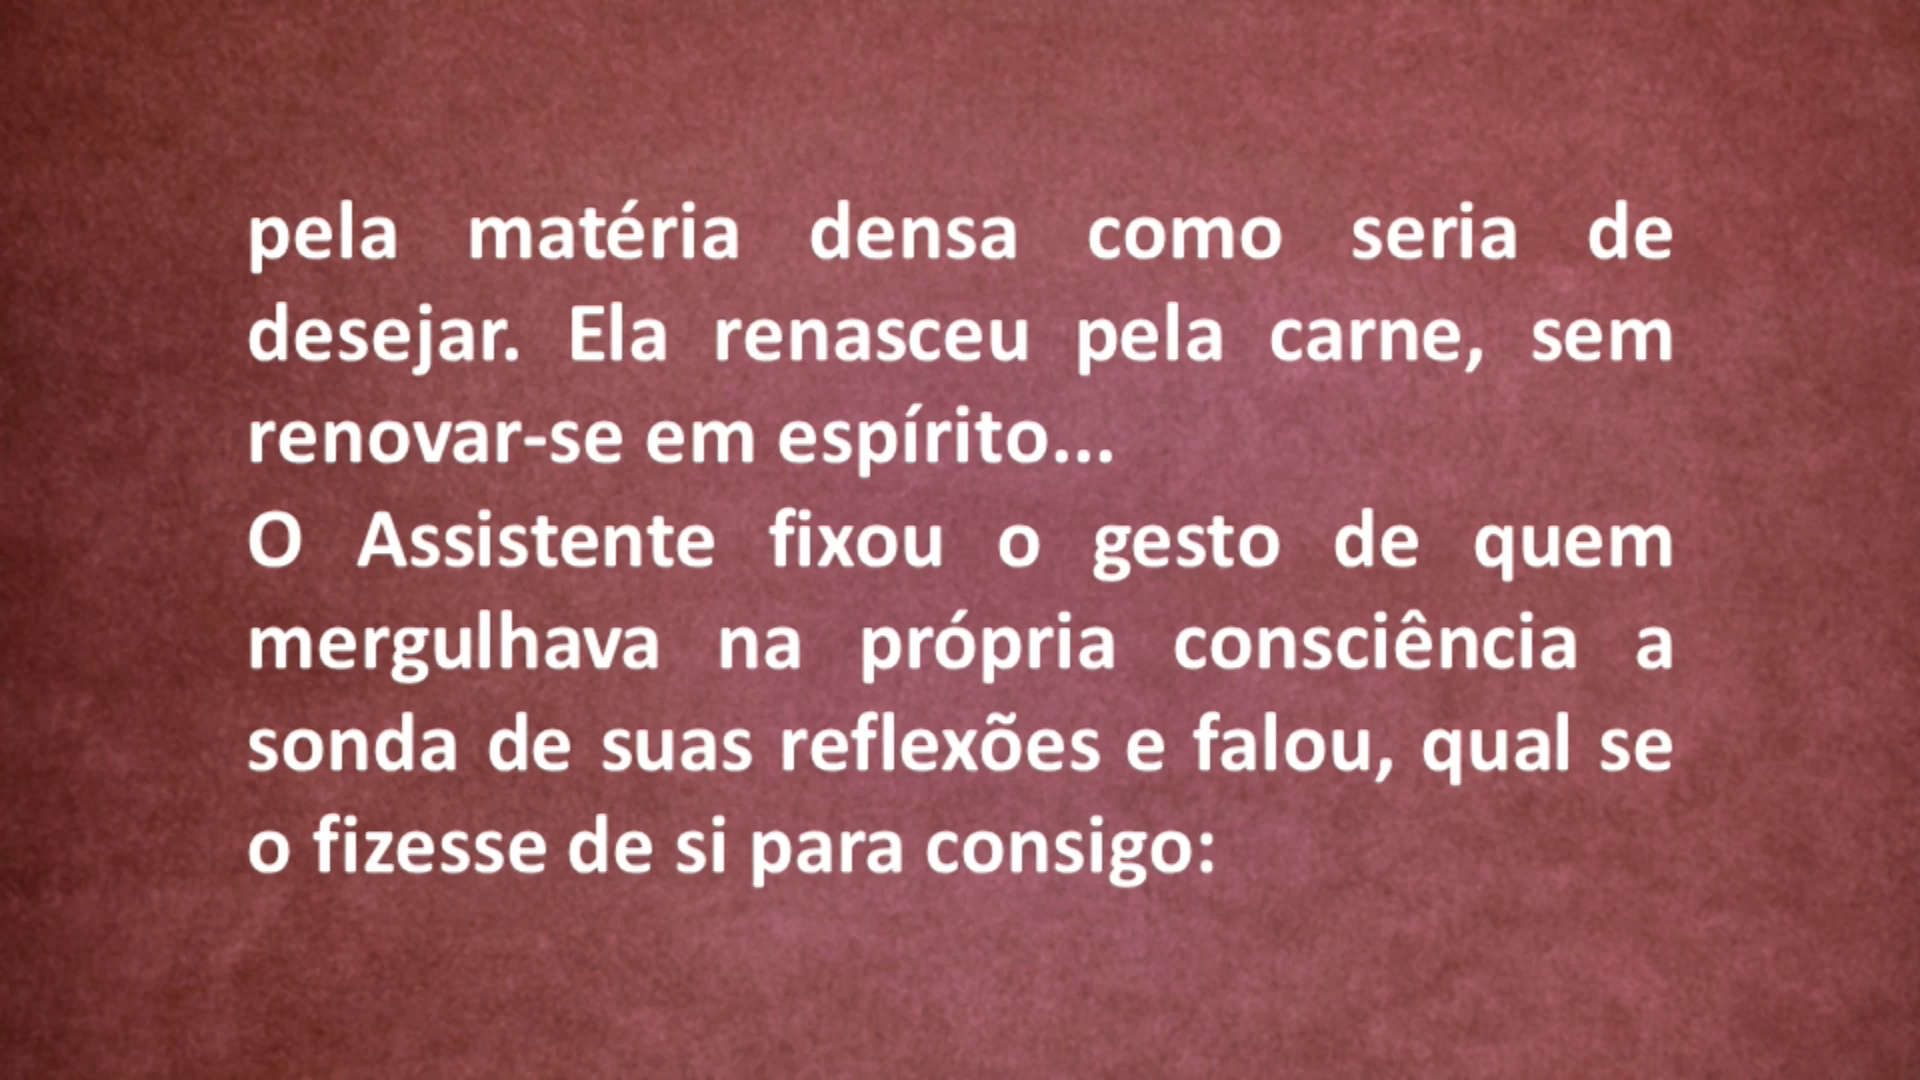 pela matéria densa como seria de
desejar. Ela renasceu pela carne, sem
renovar-se em espírito...
O Assistente fixou o gesto de quem
mergulhava na própria consciência a
sonda de suas reflexões e falou, qual se
o fizesse de si para consigo: